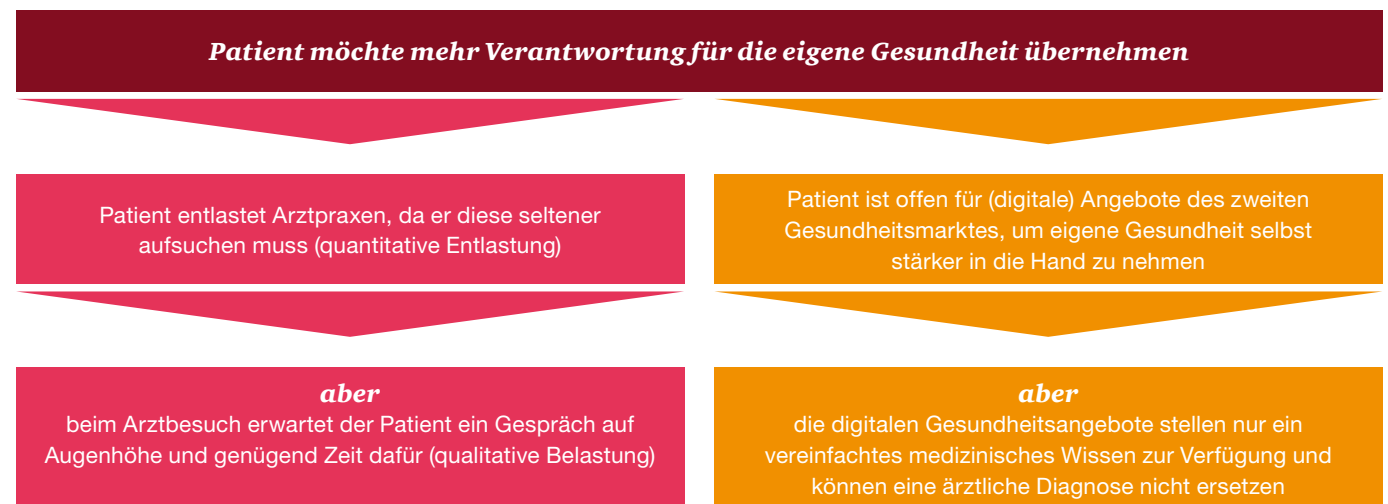 Patient möchte mehr Verantwortung für die eigene Gesundheit übernehmen
Patient entlastet Arztpraxen, da er diese seltener
aufsuchen muss (quantitative Entlastung)
Patient ist offen für (digitale) Angebote des zweiten
Gesundheitsmarktes, um eigene Gesundheit selbst
stärker in die Hand zu nehmen
aber
beim Arztbesuch erwartet der Patient ein Gespräch auf
Augenhöhe und genügend Zeit dafür (qualitative Belastung)
aber
die digitalen Gesundheitsangebote stellen nur ein
vereinfachtes medizinisches Wissen zur Verfügung und
können eine ärztliche Diagnose nicht ersetzen